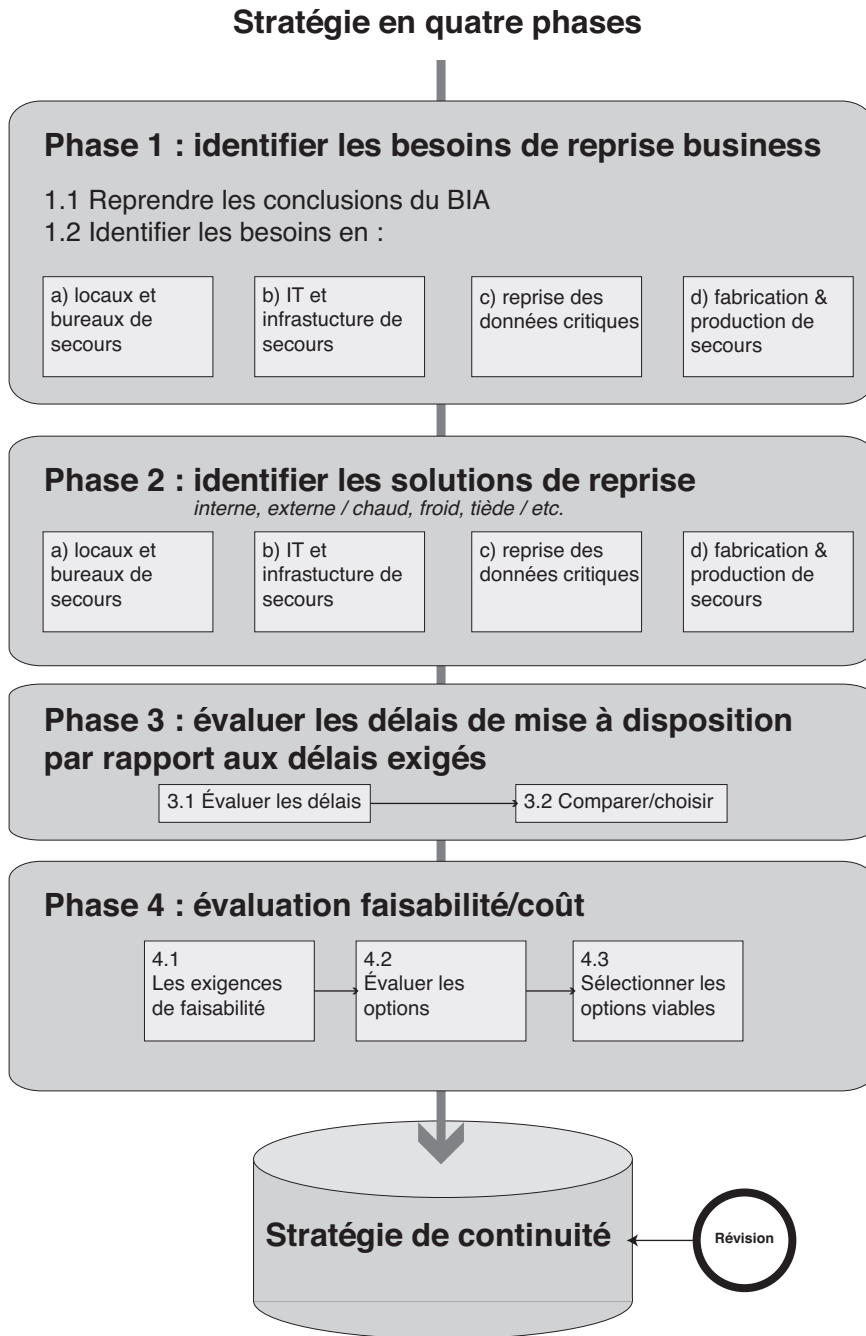 Stratégie en quatre phases
Phase 1 : identifier les besoins de reprise business
1.1 Reprendre les conclusions du BIA
1.2 Identifier les besoins en :
a) locaux et
bureaux de
secours
b) IT et
infrastucture de
secours
c) reprise des
données critiques
d) fabrication &
production de
secours
Phase 2 : identifier les solutions de reprise
interne, externe / chaud, froid, tiède / etc.
a) locaux et
bureaux de
secours
b) IT et
infrastucture de
secours
c) reprise des
données critiques
d) fabrication &
production de
secours
Phase 3 : évaluer les délais de mise à disposition
par rapport aux délais exigés
3.1 Évaluer les délais
3.2 Comparer/choisir
Phase 4 : évaluation faisabilité/coût
4.1
Les exigences
de faisabilité
4.2
Évaluer les
options
4.3
Sélectionner les
options viables
Stratégie de continuité
Révision